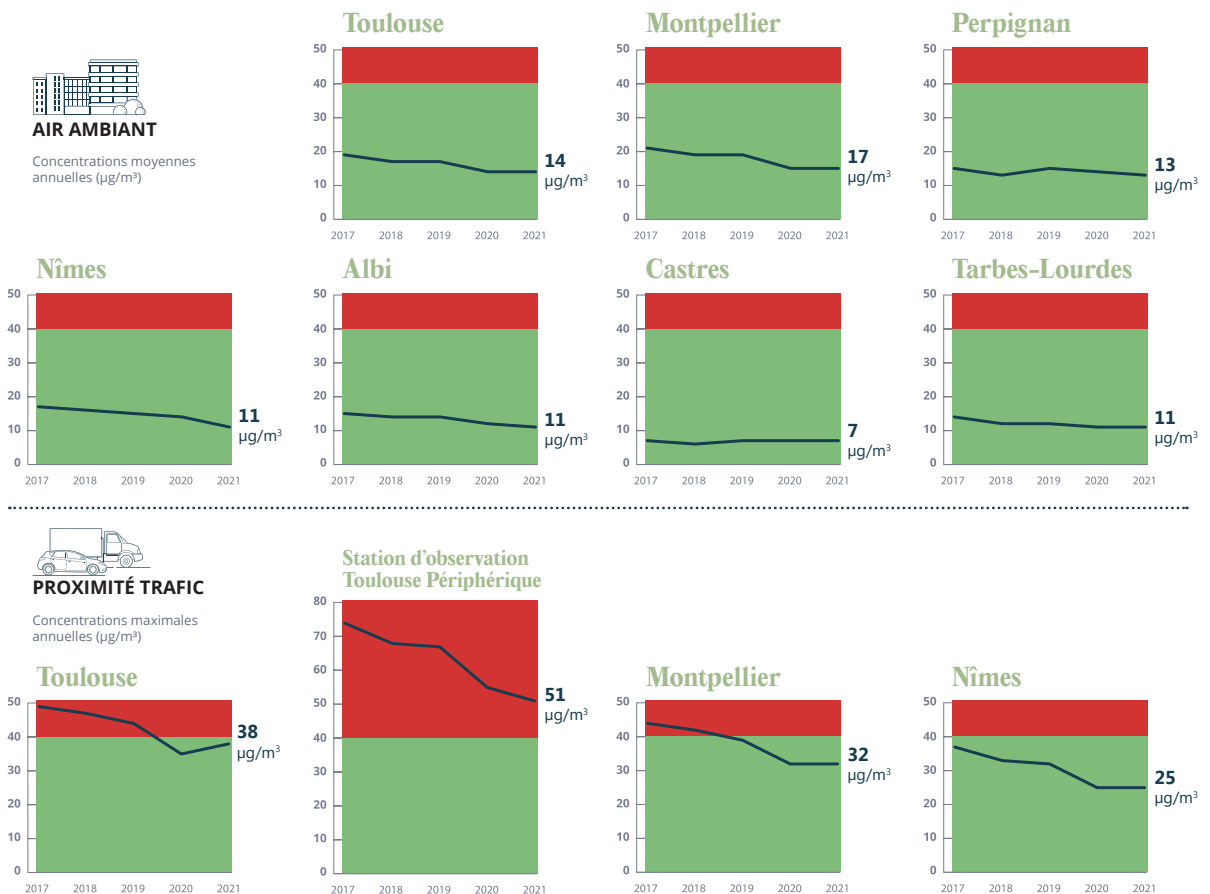 Toulouse
50
40
30
20
10
0
2017 2018 2019 2020 2021
14
µg/m³
Montpellier
50
40
30
20
10
0
2017 2018 2019 2020 2021
17
µg/m³
Perpignan
50
40
30
20
10
0
2017 2018 2019 2020 2021
13
µg/m³
AIR AMBIANT
Concentrations moyennes
annuelles (µg/m³)
Nîmes
50
40
30
20
10
0
2017 2018 2019 2020 2021
11
µg/m³
Albi
50
40
30
20
10
0
2017 2018 2019 2020 2021
11
µg/m³
Castres
50
40
30
20
10
0
2017 2018 2019 2020 2021
7
µg/m³
Tarbes-Lourdes
50
40
30
20
10
0
2017 2018 2019 2020 2021
11
µg/m³
PROXIMITÉ TRAFIC
Concentrations maximales
annuelles (µg/m³)
Toulouse
50
40
30
20
10
0
2017 2018 2019 2020 2021
38
µg/m³
Station d'observation
Toulouse Périphérique
80
70
60
50
40
30
20
10
0
2017 2018 2019 2020 2021
51
µg/m³
Montpellier
50
40
30
20
10
0
2017 2018 2019 2020 2021
32
µg/m³
Nîmes
50
40
30
20
10
0
2017 2018 2019 2020 2021
25
µg/m³